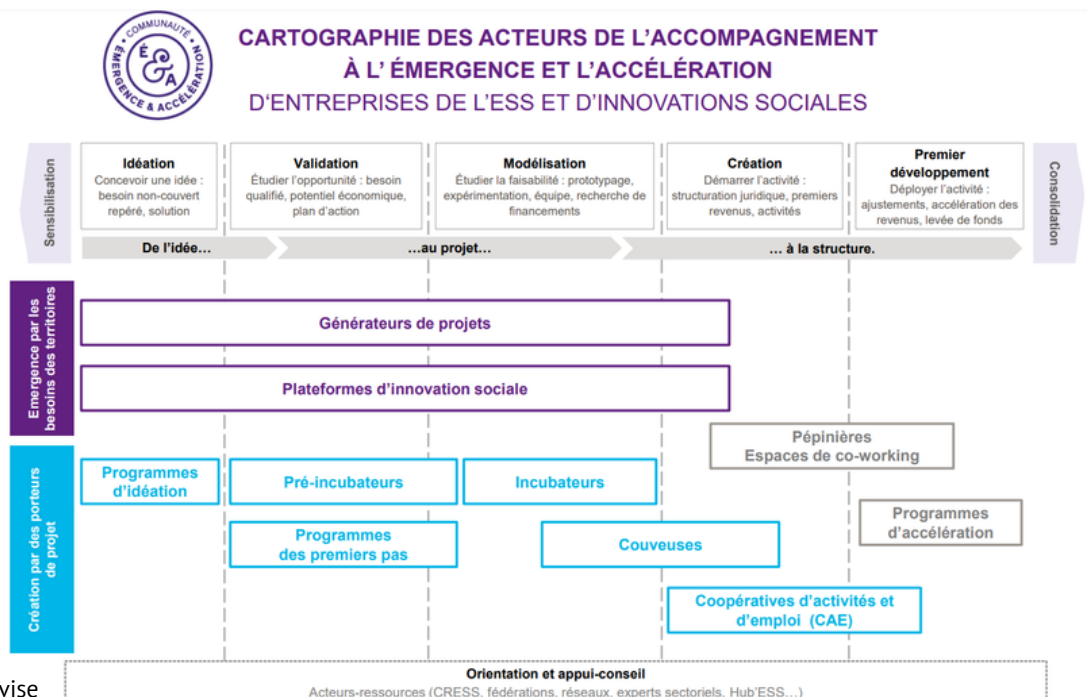 COMMUNAUTÉ
É & A
ÉMERGENCE & ACCÉLÉRATION
CARTOGRAPHIE DES ACTEURS DE L'ACCOMPAGNEMENT
À L' ÉMERGENCE ET L'ACCÉLÉRATION
D'ENTREPRISES DE L'ESS ET D'INNOVATIONS SOCIALES
Sensibilisation
Idéation
Concevoir une idée :
besoin non-couvert
repéré, solution
Validation
Étudier l'opportunité : besoin
qualifié, potentiel économique,
plan d'action
Modélisation
Étudier la faisabilité : prototypage,
expérimentation, équipe, recherche de
financements
Création
Démarrer l'activité :
structuration juridique, premiers
revenus, activités
Premier
développement
Déployer l'activité :
ajustements, accélération des
revenus, levée de fonds
Consolidation
De l'idée…
…au projet…
… à la structure.
Emergence par les
besoins des territoires
Générateurs de projets
Plateformes d'innovation sociale
Pépinières
Espaces de co-working
Création par des porteurs
de projet
Programmes
d'idéation
Pré-incubateurs
Incubateurs
Programmes
d'accélération
Programmes
des premiers pas
Couveuses
Coopératives d'activités et
d'emploi (CAE)
vise
Orientation et appui-conseil
Acteurs-ressources (CRESS, fédérations, réseaux, experts sectoriels, Hub'ESS…)